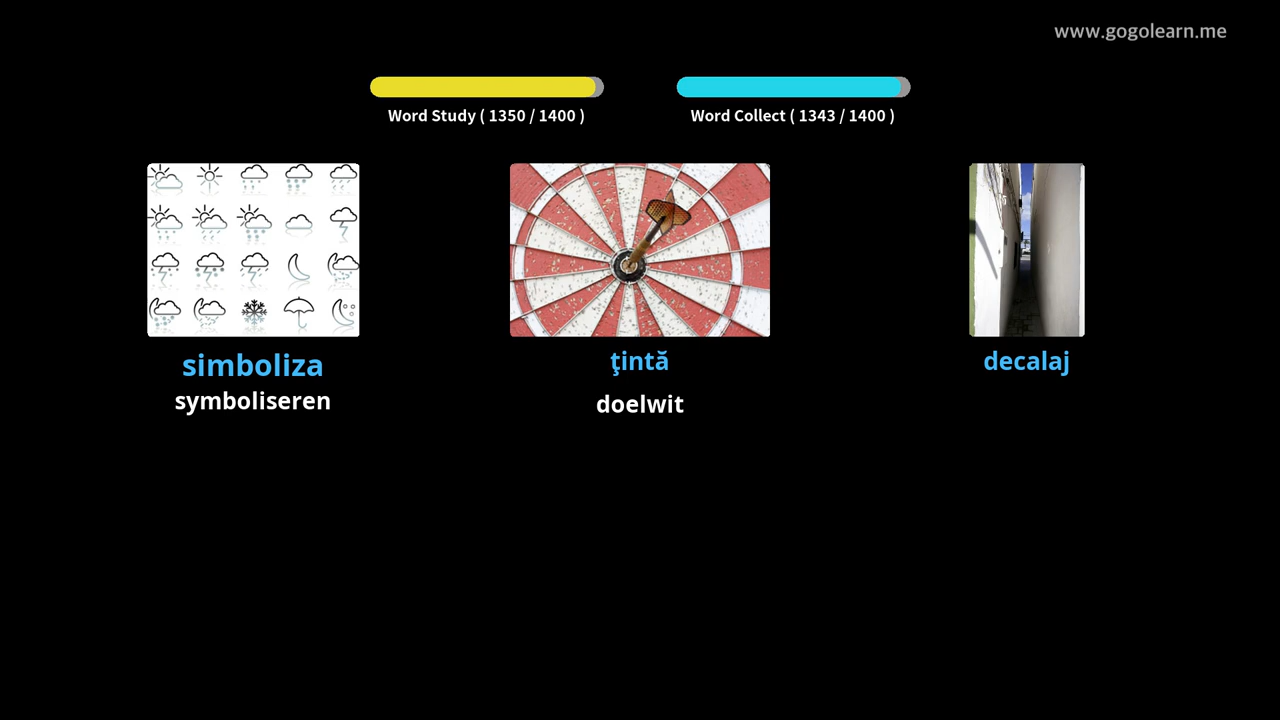 www.gogolearn.me
Word Study ( 1350 / 1400 )
Word Collect ( 1343 / 1400 )
simboliza
symboliseren
ţintă
doelwit
decalaj